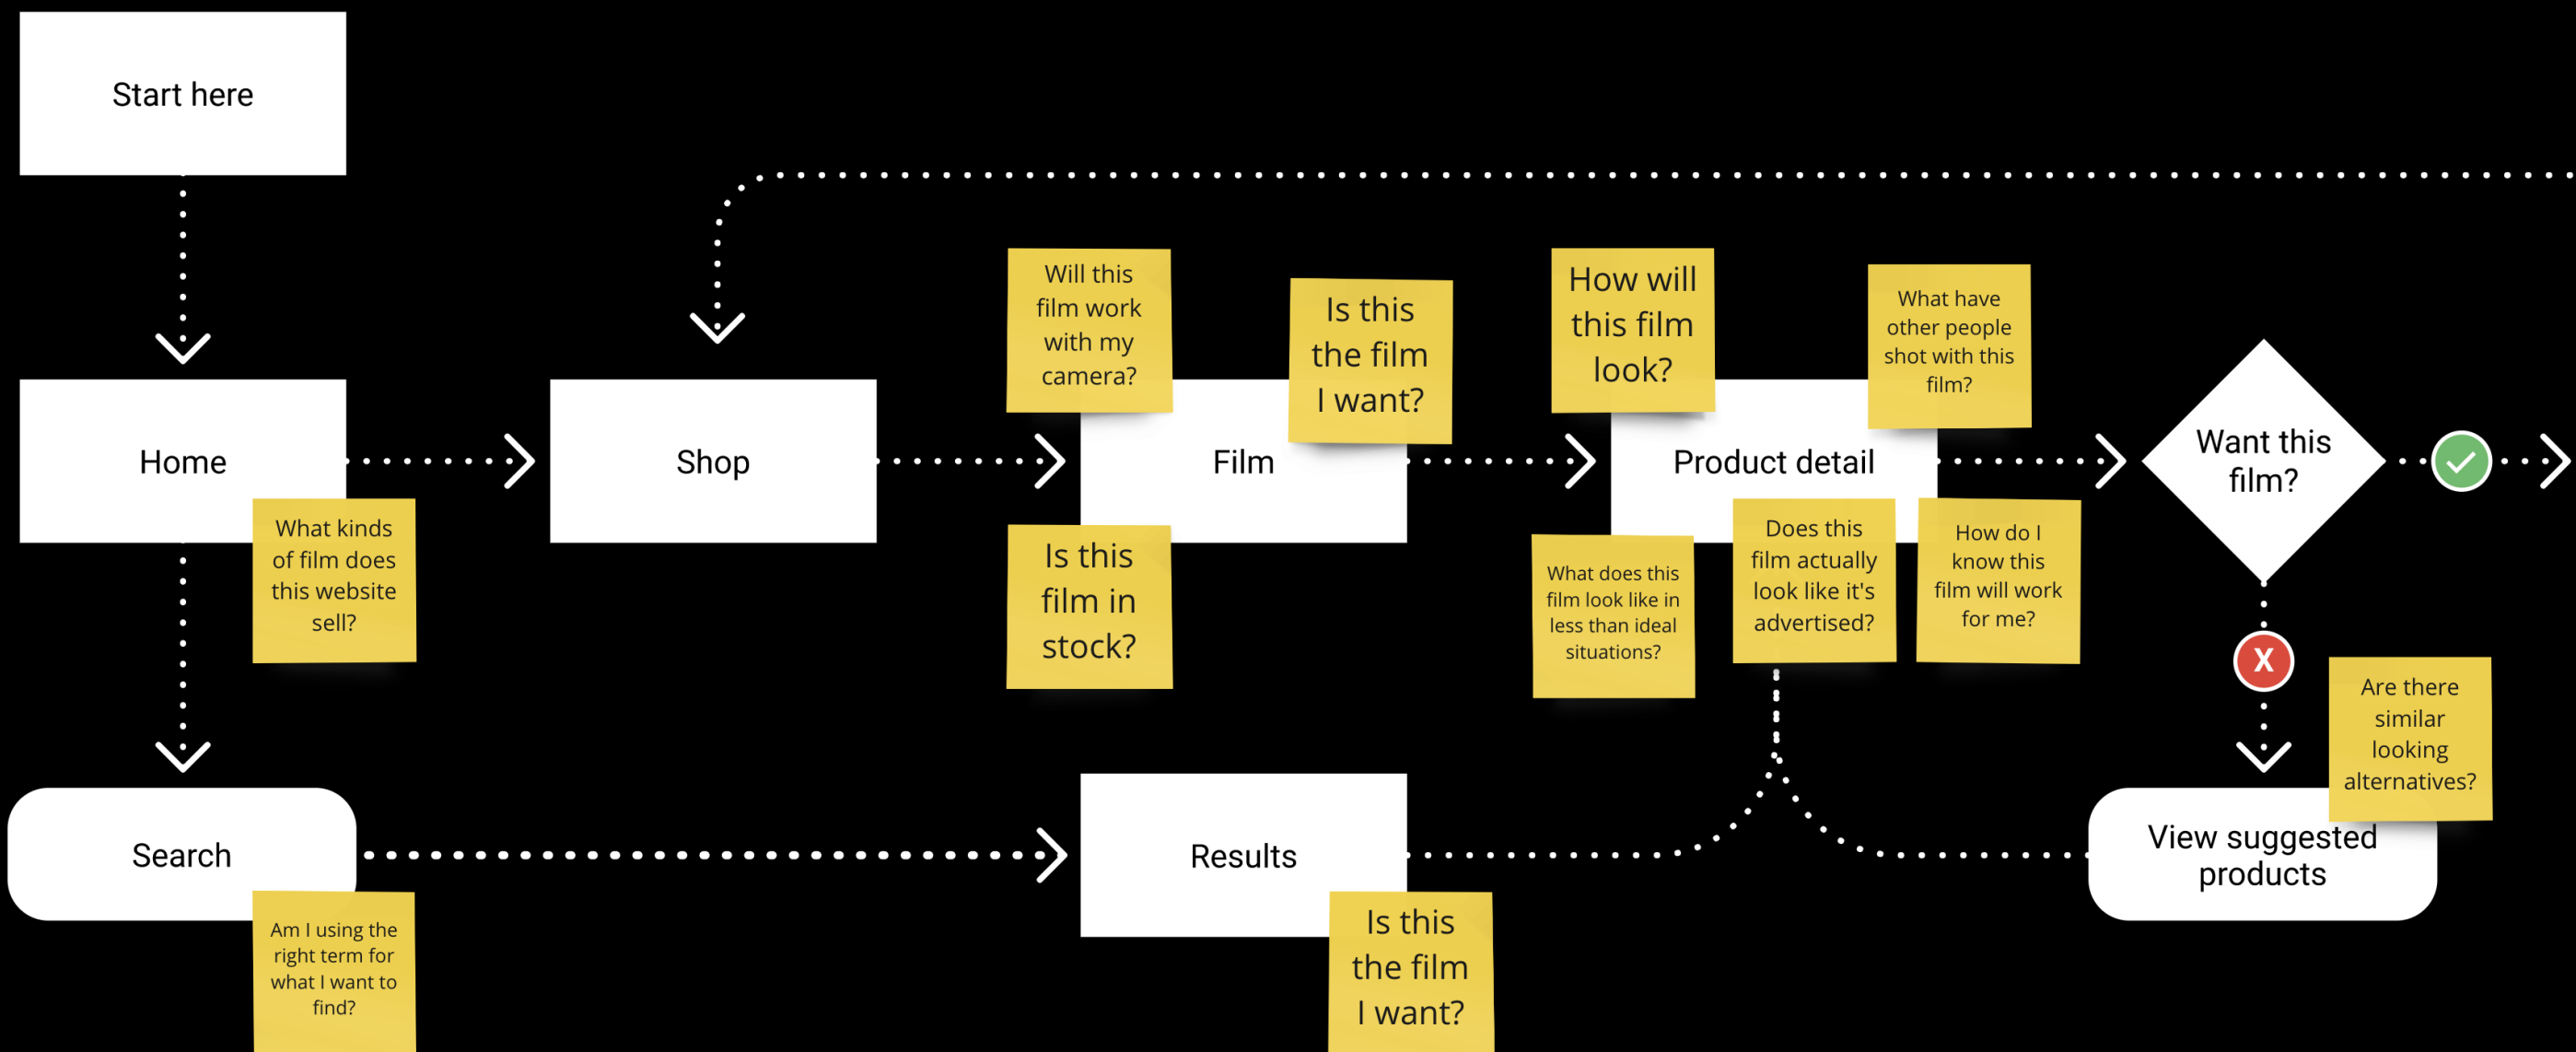 Start here
Will this
film work
with my
camera?
Is this
the film
I want?
How will
this film
look?
What have
other people
shot with this
film?
Home
Shop
Film
Product detail
Want this
film?
What kinds
of film does
this website
sell?
Is this
film in
stock?
What does this
film look like in
less than ideal
situations?
Does this
film actually
look like it's
advertised?
How do I
know this
film will work
for me?
X
Are there
similar
looking
alternatives?
Search
Results
View suggested
products
Am I using the
right term for
what I want to
find?
Is this
the film
I want?